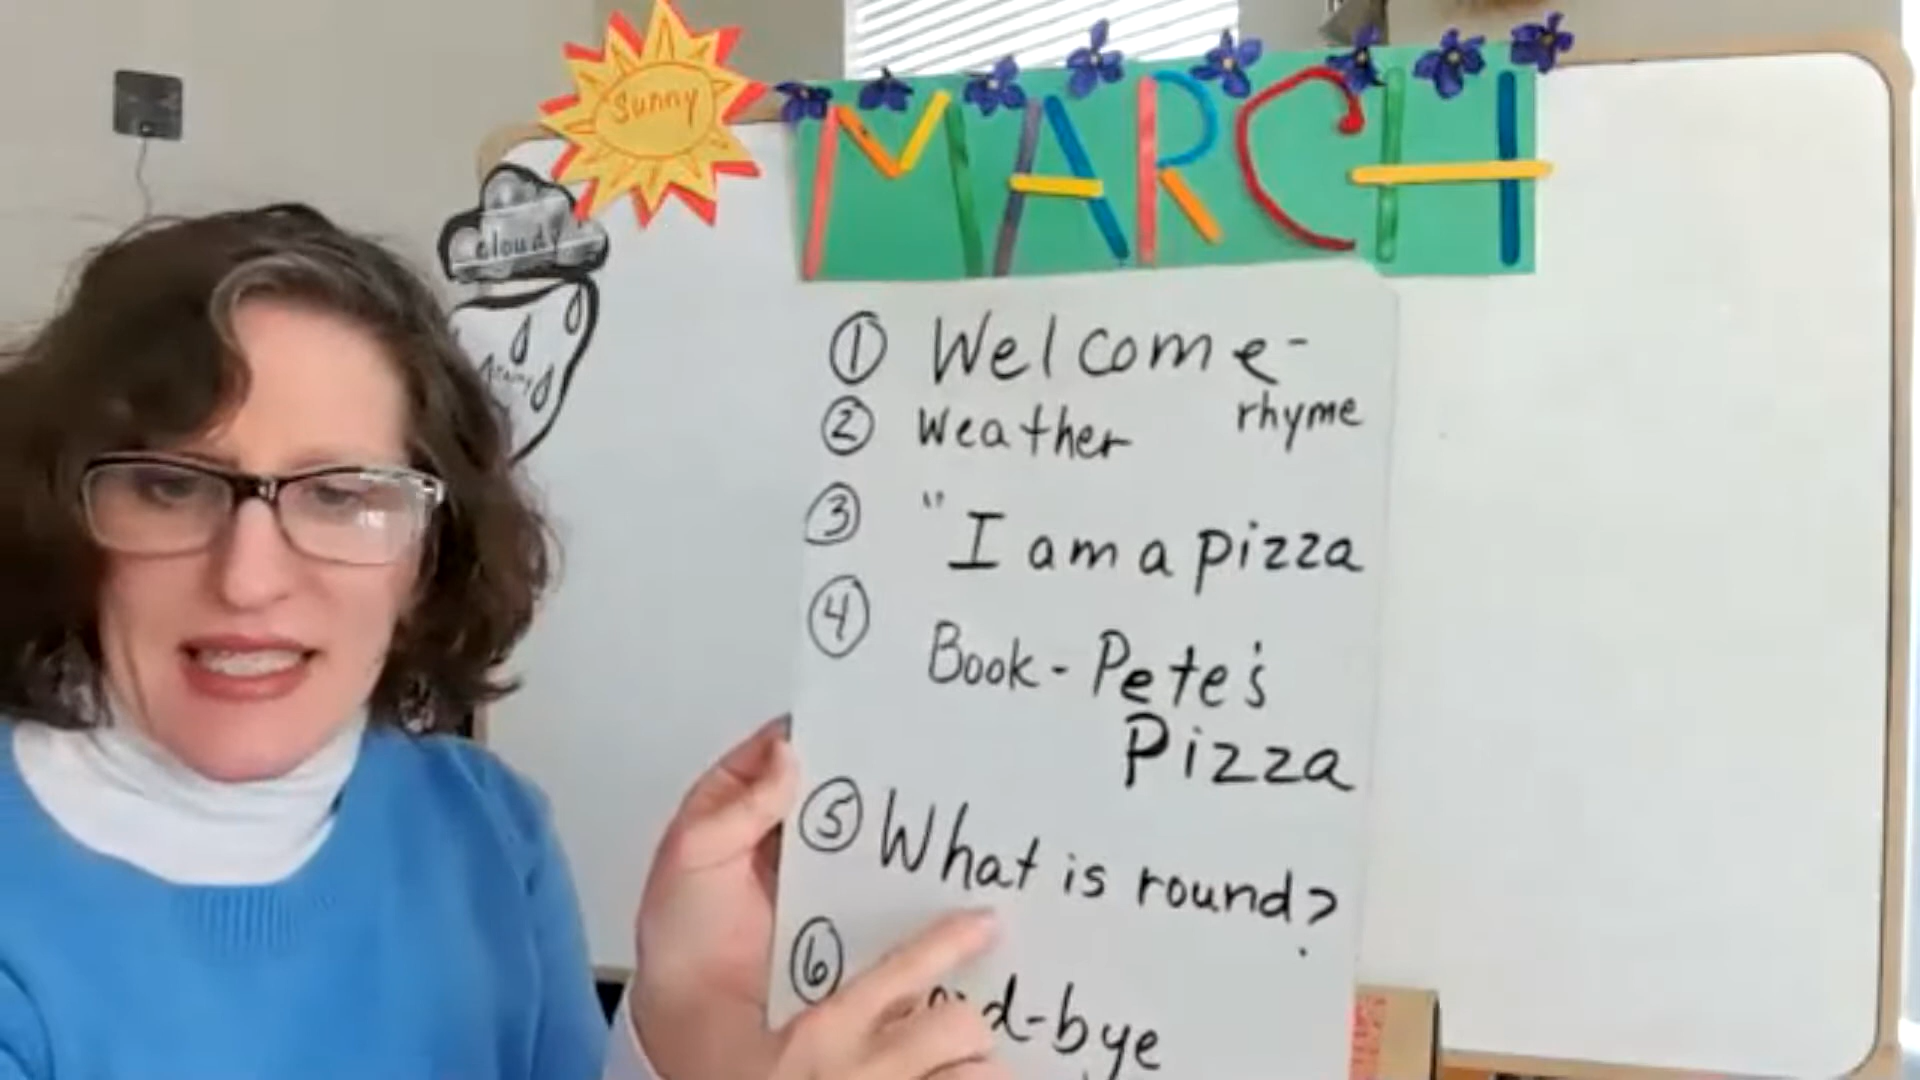 Sunny
MARCH
cloudy
① Welcome -
rhyme
② Weather
③ "I am a pizza
④ Book - Pete's
Pizza
⑤ What is round?
⑥ d-bye